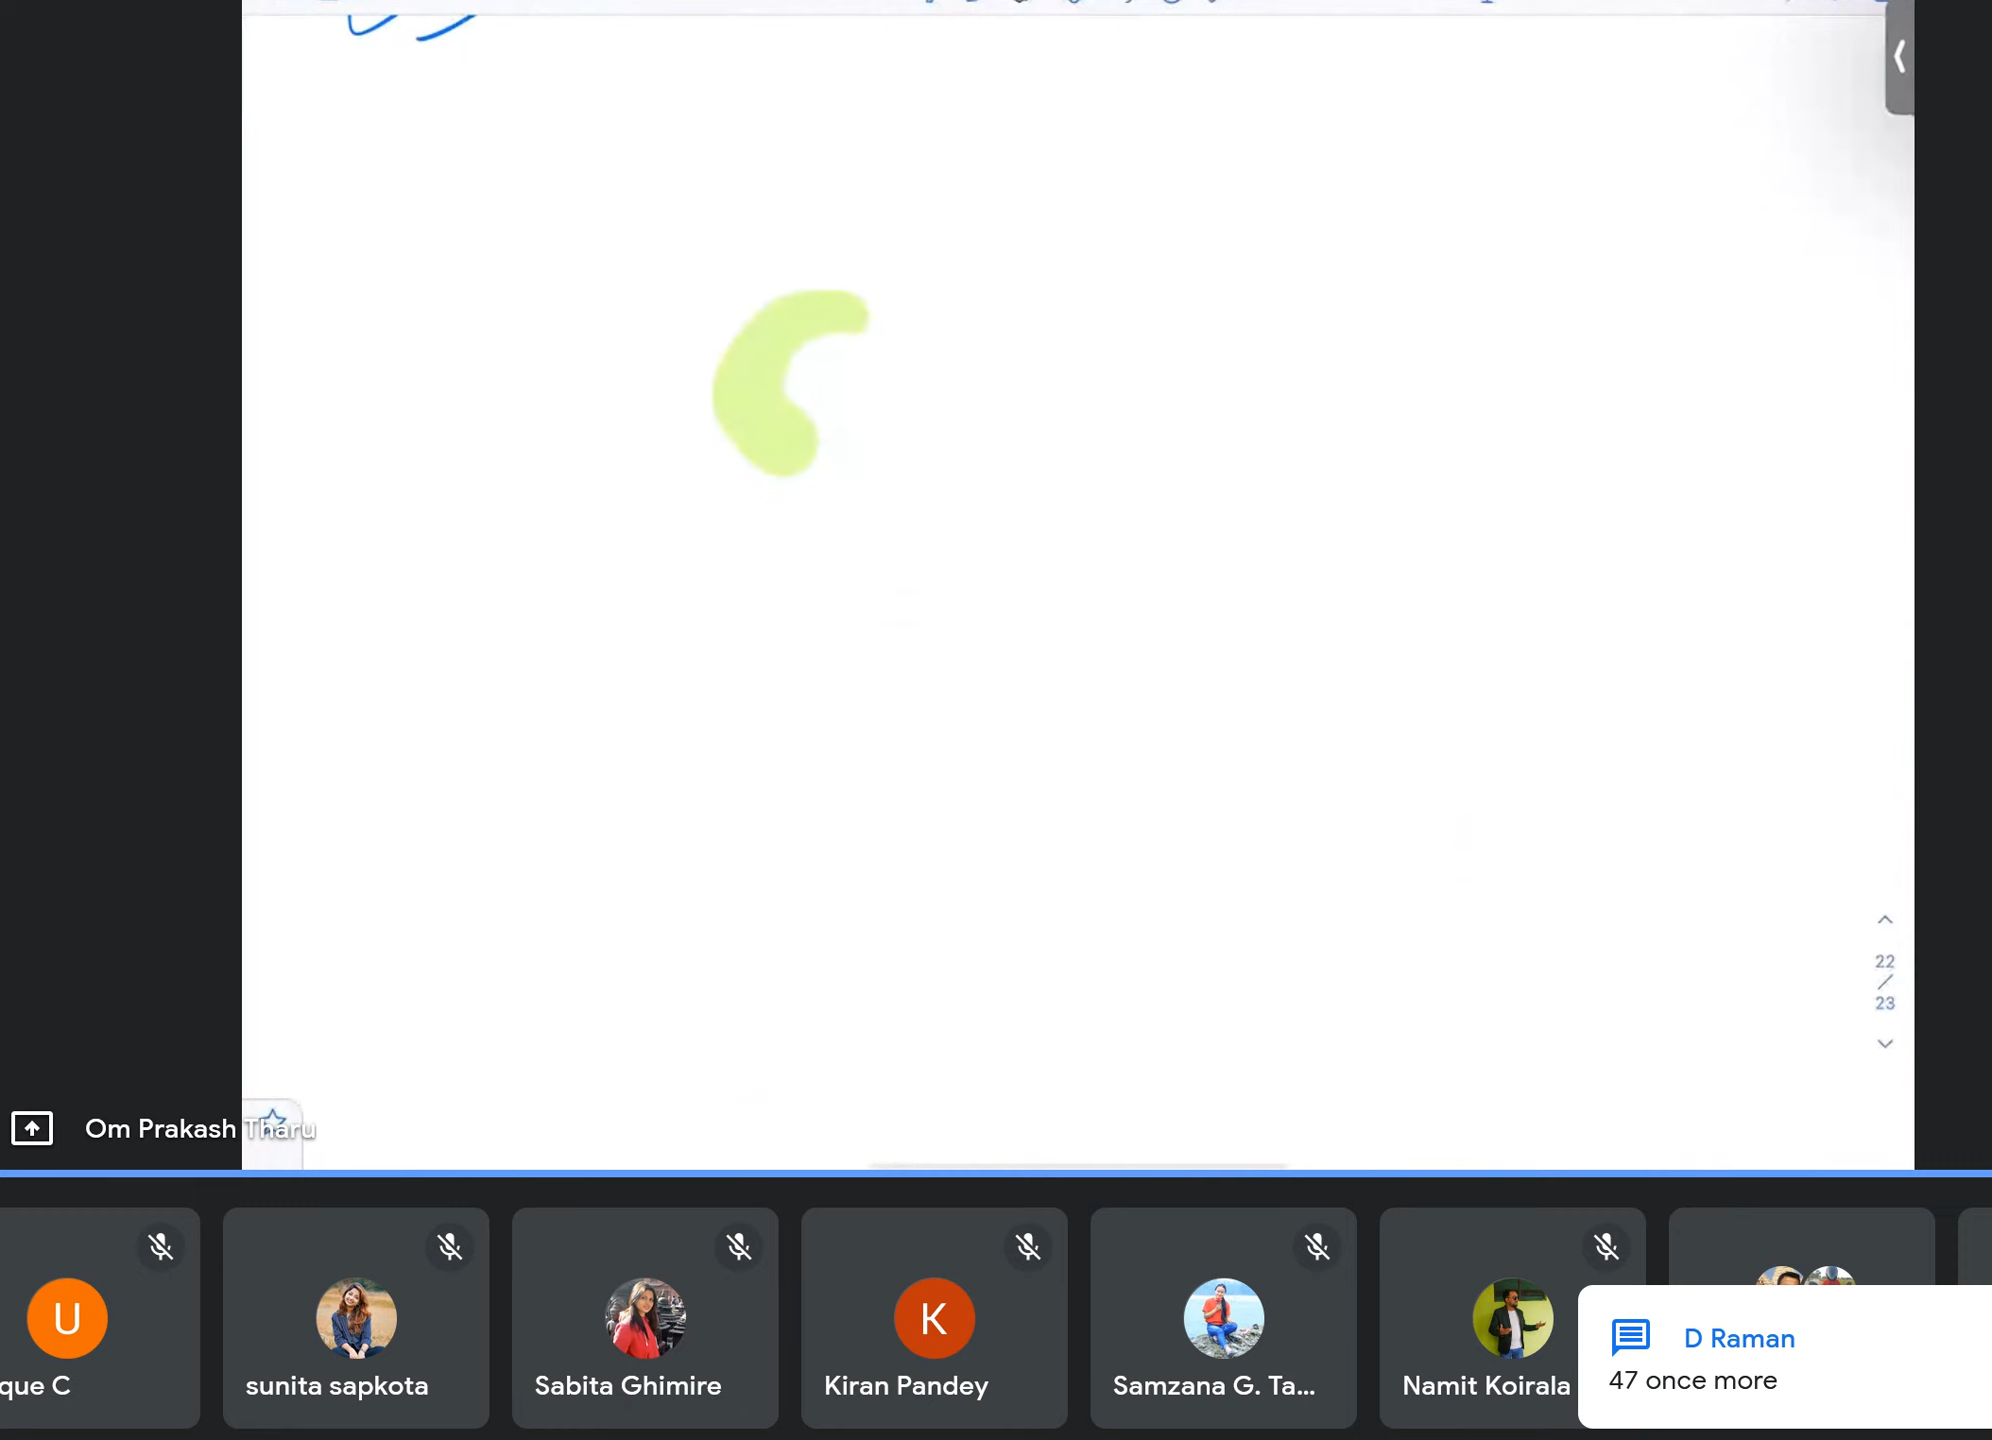 22
/
23
Om Prakash Tharu
U
que C
sunita sapkota
Sabita Ghimire
K
Kiran Pandey
Samzana G. Ta...
Namit Koirala
D Raman
47 once more